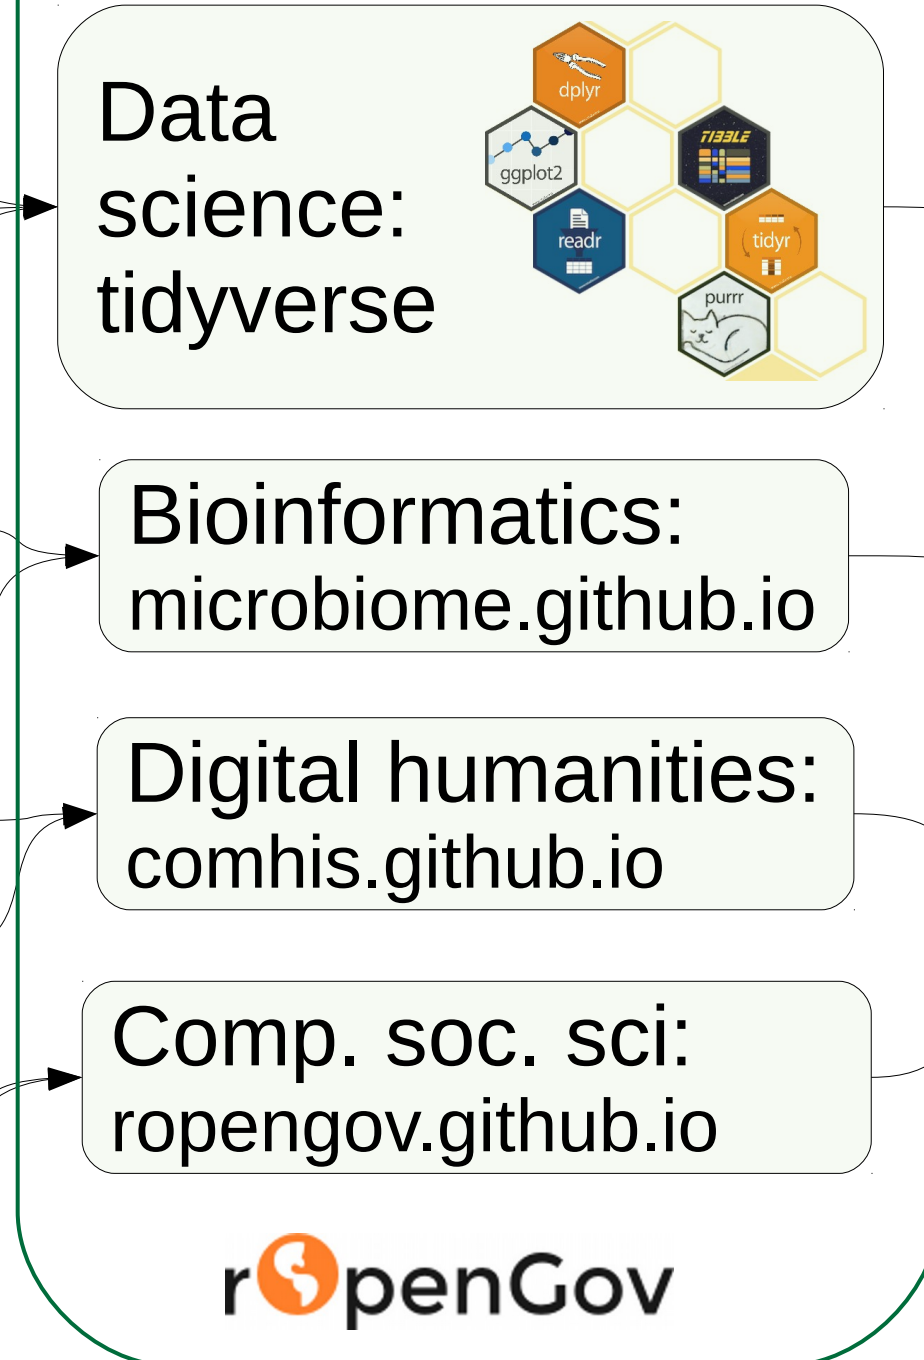 Data
science:
tidyverse
dplyr
ggplot2
TIBBLE
readr
tidyr
purrr
Bioinformatics:
microbiome.github.io
Digital humanities:
comhis.github.io
Comp. soc. sci:
ropengov.github.io
rOpenGov